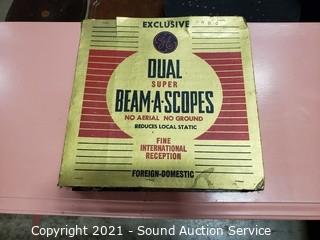 EXCLUSIVE
GE
DUAL
SUPER
BEAM-A-SCOPES
NO AERIAL NO GROUND
REDUCES LOCAL STATIC
FINE
INTERNATIONAL
RECEPTION
FOREIGN-DOMESTIC
Copyright 2021 - Sound Auction Service